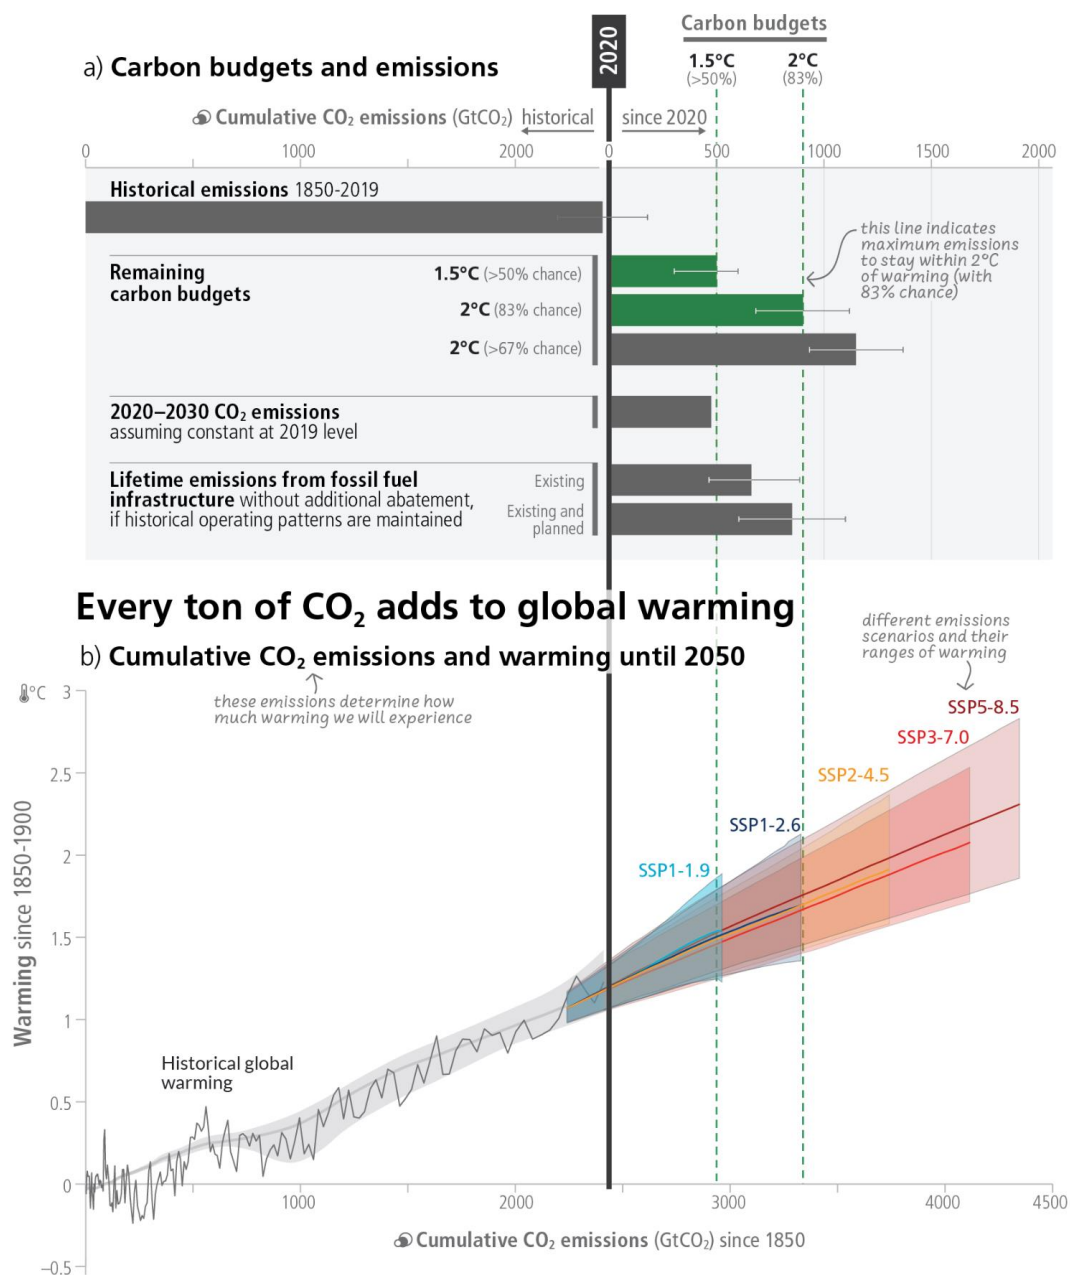 Carbon budgets
2020
a) Carbon budgets and emissions
1.5°C 2°C
(>50%) (83%)
Cumulative CO₂ emissions (GtCO₂) historical since 2020
0 1000 2000 0 500 1000 1500 2000
Historical emissions 1850-2019
this line indicates
maximum emissions
to stay within 2°C
of warming (with
83% chance)
Remaining
carbon budgets
1.5°C (>50% chance)
2°C (83% chance)
2°C (>67% chance)
2020–2030 CO₂ emissions
assuming constant at 2019 level
Lifetime emissions from fossil fuel
infrastructure without additional abatement,
if historical operating patterns are maintained
Existing
Existing and
planned
Every ton of CO₂ adds to global warming
b) Cumulative CO₂ emissions and warming until 2050
different emissions
scenarios and their
ranges of warming
these emissions determine how
much warming we will experience
°C
3
2.5
2
1.5
1
0.5
0
–0.5
Warming since 1850-1900
SSP5-8.5
SSP3-7.0
SSP2-4.5
SSP1-2.6
SSP1-1.9
Historical global
warming
1000 2000 3000 4000 4500
Cumulative CO₂ emissions (GtCO₂) since 1850